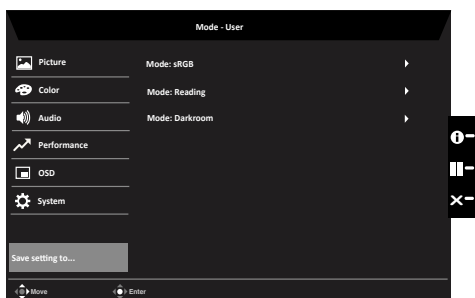 Mode - User
Picture
Mode: sRGB
Color
Mode: Reading
Audio
Mode: Darkroom
Performance
OSD
System
Save setting to...
Move
Enter